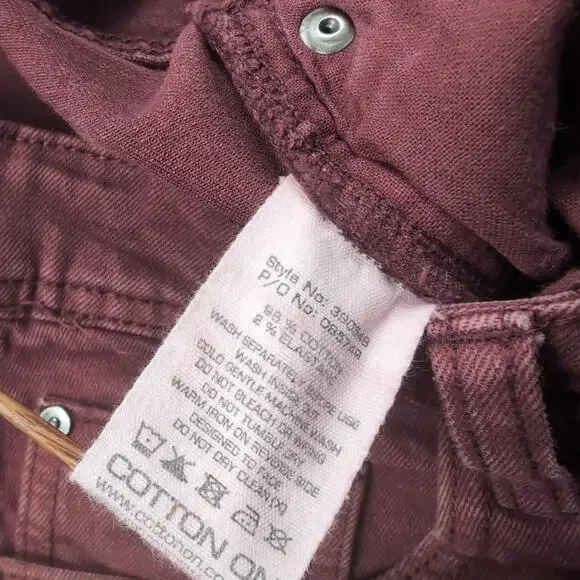 Style No: 390348
P/O No: 085749
98 % COTTON
2 % ELASTANE
WASH SEPARATELY BEFORE USE
WASH INSIDE OUT
COLD GENTLE MACHINE WASH
DO NOT BLEACH OR WRING
DO NOT TUMBLE DRY
WARM IRON ON REVERSE SIDE
DESIGNED TO FADE
DO NOT DRY CLEAN (X)
COTTON ON
www.cottonon.c